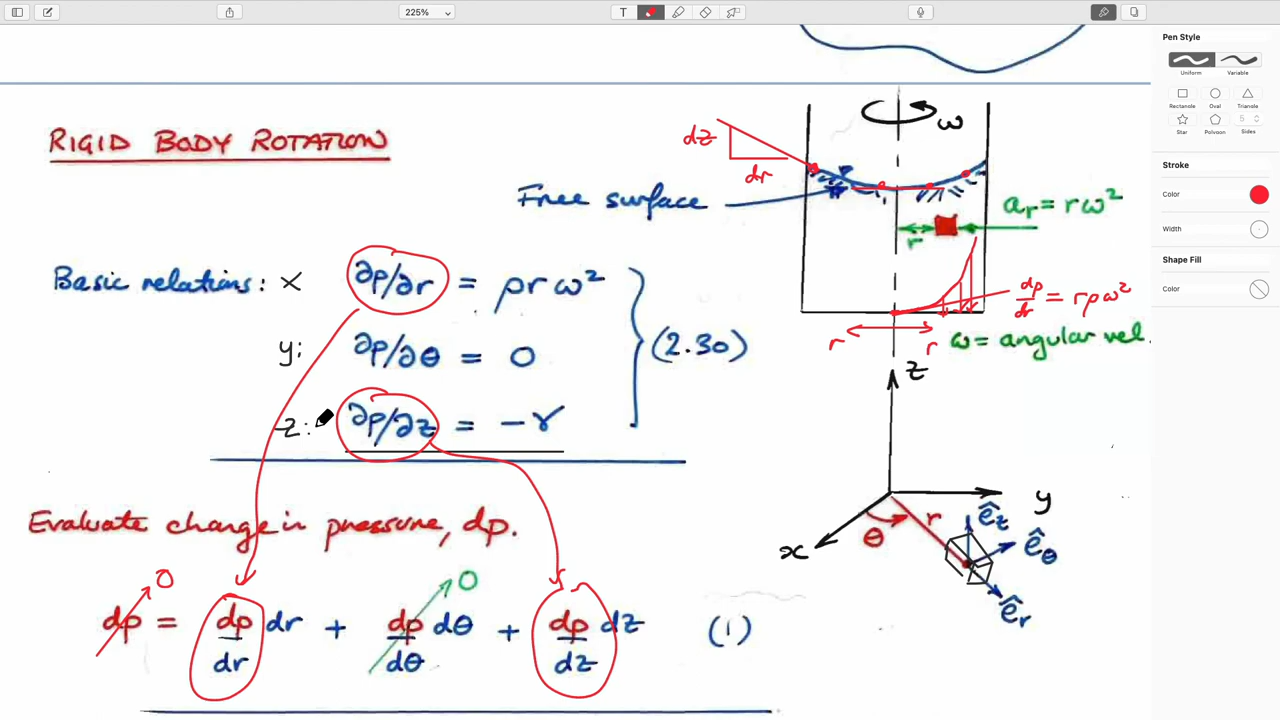 225%
T
Pen Style
Uniform Variable
Rectangle Oval Triangle
Star Polygon 5 Sides
Stroke
Color
Width
Shape Fill
Color
RIGID BODY ROTATION
dz
dr
ω
Free surface
r
a_r = rω²
Basic relations: x ∂p/∂r = ρrω²
y: ∂p/∂θ = 0 (2.30)
z: ∂p/∂z = -γ
dp/dr = rρω²
r r
ω = angular vel.
z
y
x
θ
r
ê_z
ê_θ
ê_r
Evaluate change in pressure, dp.
0 0
dp = dp/dr dr + dp/dθ dθ + dp/dz dz (1)